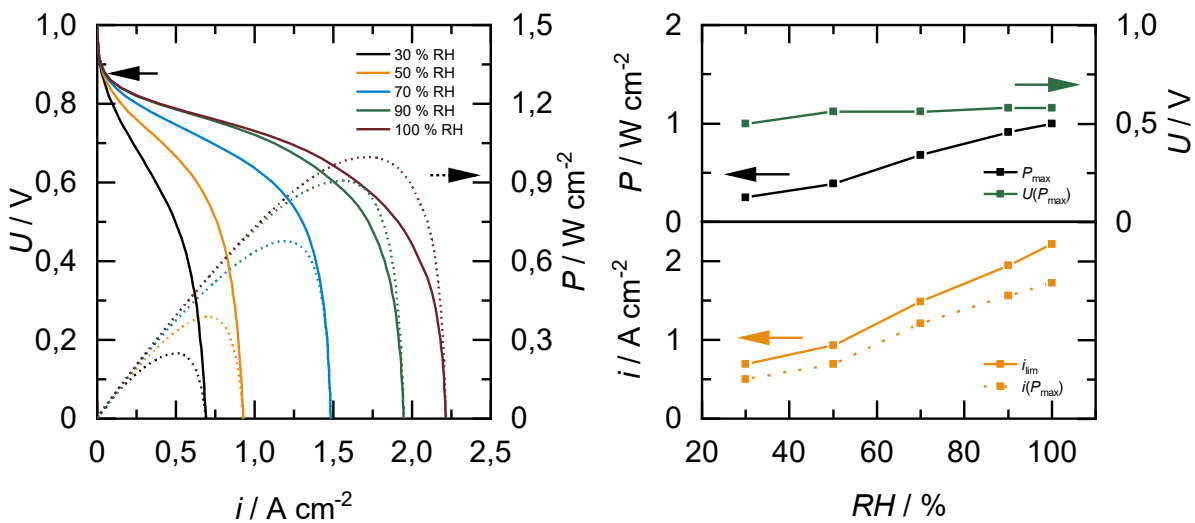 1,0
0,8
0,6
0,4
0,2
0
U / V
0
0,5
1,0
1,5
2,0
2,5
i / A cm-2
1,5
1,2
0,9
0,6
0,3
0
P / W cm-2
30 % RH
50 % RH
70 % RH
90 % RH
100 % RH
2
1
0
P / W cm-2
1,0
0,5
0
U / V
Pmax
U(Pmax)
2
1
0
i / A cm-2
ilim
i(Pmax)
20
40
60
80
100
RH / %